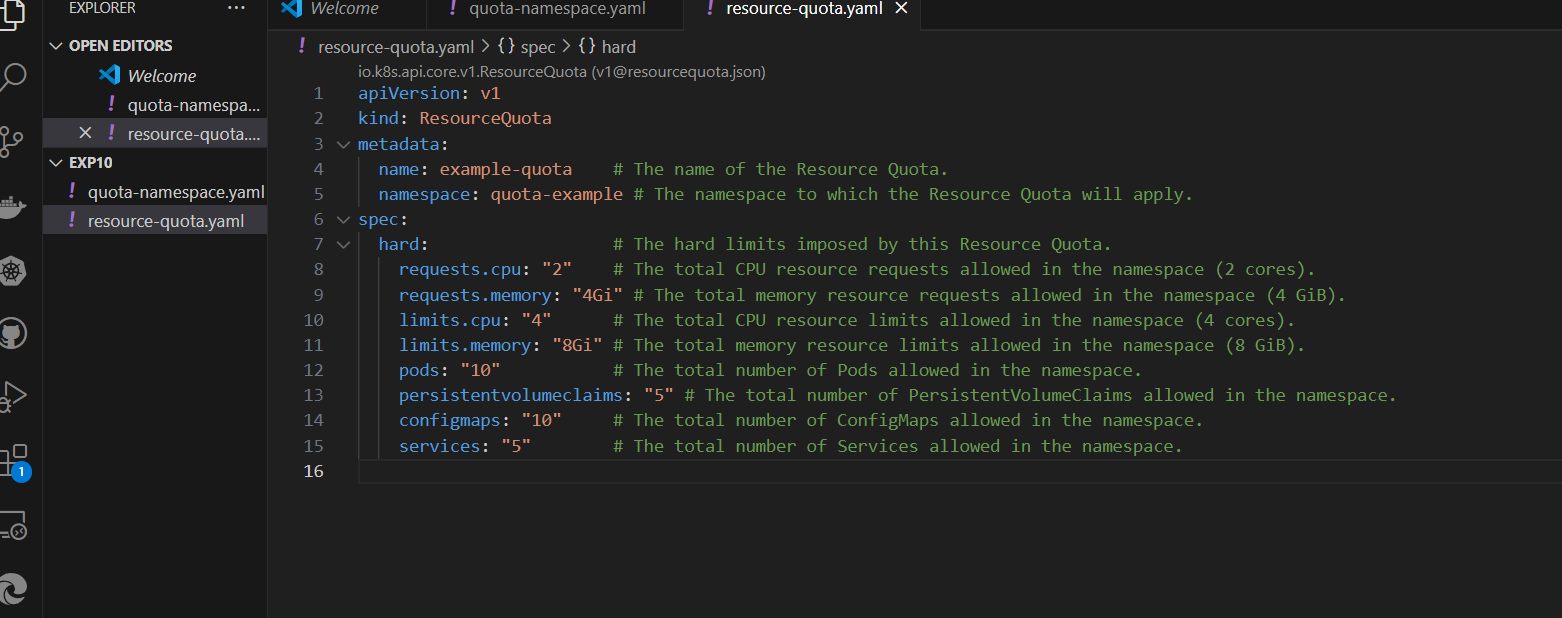 EXPLORER
OPEN EDITORS
Welcome
quota-namespa...
resource-quota....
EXP10
quota-namespace.yaml
resource-quota.yaml
1
Welcome
quota-namespace.yaml
resource-quota.yaml
resource-quota.yaml > {} spec > {} hard
io.k8s.api.core.v1.ResourceQuota (v1@resourcequota.json)
1 apiVersion: v1
2 kind: ResourceQuota
3 metadata:
4 name: example-quota # The name of the Resource Quota.
5 namespace: quota-example # The namespace to which the Resource Quota will apply.
6 spec:
7 hard: # The hard limits imposed by this Resource Quota.
8 requests.cpu: "2" # The total CPU resource requests allowed in the namespace (2 cores).
9 requests.memory: "4Gi" # The total memory resource requests allowed in the namespace (4 GiB).
10 limits.cpu: "4" # The total CPU resource limits allowed in the namespace (4 cores).
11 limits.memory: "8Gi" # The total memory resource limits allowed in the namespace (8 GiB).
12 pods: "10" # The total number of Pods allowed in the namespace.
13 persistentvolumeclaims: "5" # The total number of PersistentVolumeClaims allowed in the namespace.
14 configmaps: "10" # The total number of ConfigMaps allowed in the namespace.
15 services: "5" # The total number of Services allowed in the namespace.
16